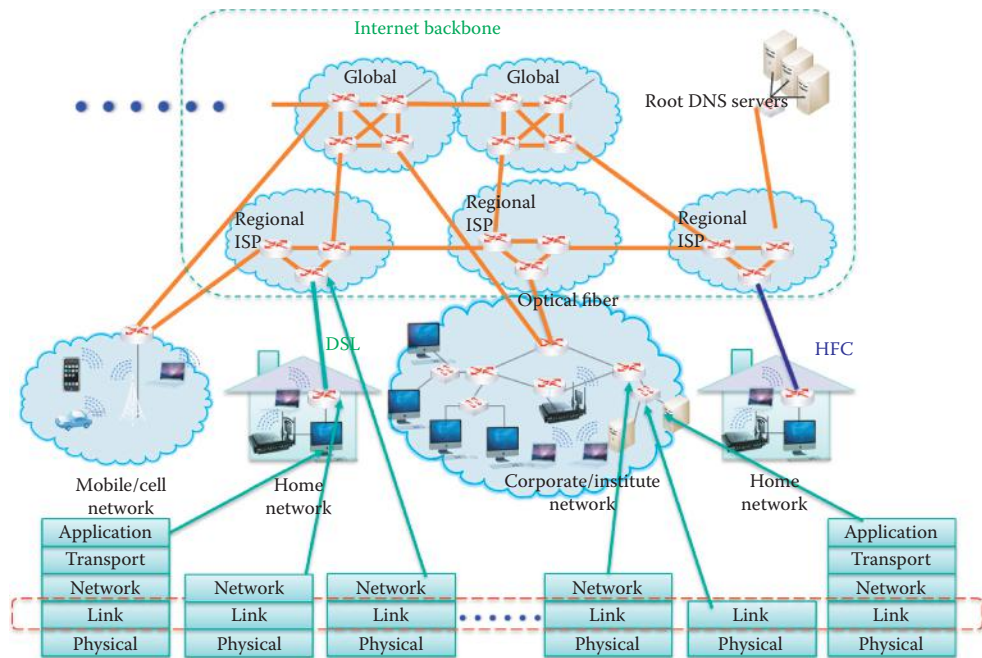 Internet backbone
Global
Global
Root DNS servers
Regional
ISP
Regional
ISP
Regional
ISP
Optical fiber
DSL
HFC
Mobile/cell
network
Home
network
Corporate/institute
network
Home
network
Application
Transport
Network
Link
Physical
Network
Link
Physical
Network
Link
Physical
Network
Link
Physical
Link
Physical
Application
Transport
Network
Link
Physical